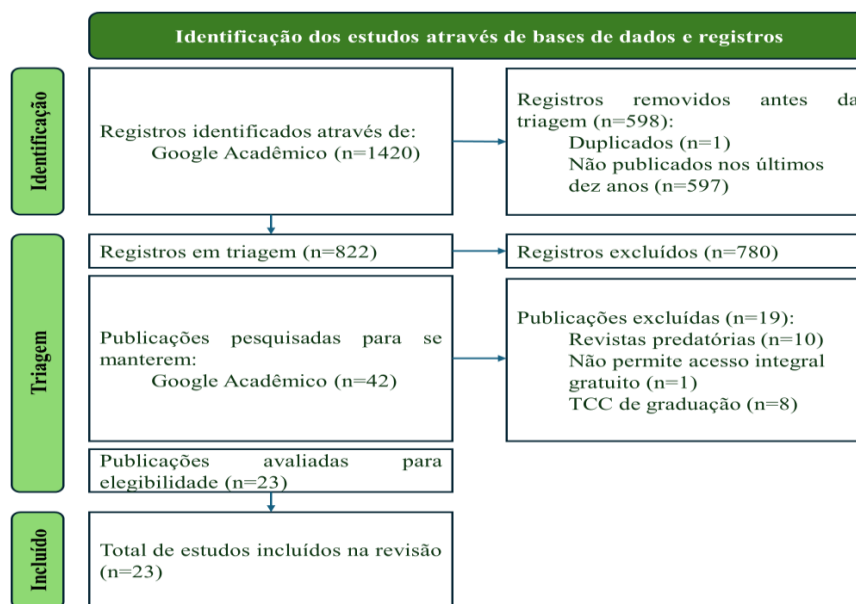 Identificação dos estudos através de bases de dados e registros
Identificação
Registros identificados através de:
Google Acadêmico (n=1420)
Registros removidos antes da
triagem (n=598):
Duplicados (n=1)
Não publicados nos últimos
dez anos (n=597)
Triagem
Registros em triagem (n=822)
Registros excluídos (n=780)
Publicações pesquisadas para se
manterem:
Google Acadêmico (n=42)
Publicações excluídas (n=19):
Revistas predatórias (n=10)
Não permite acesso integral
gratuito (n=1)
TCC de graduação (n=8)
Publicações avaliadas para
elegibilidade (n=23)
Incluído
Total de estudos incluídos na revisão
(n=23)